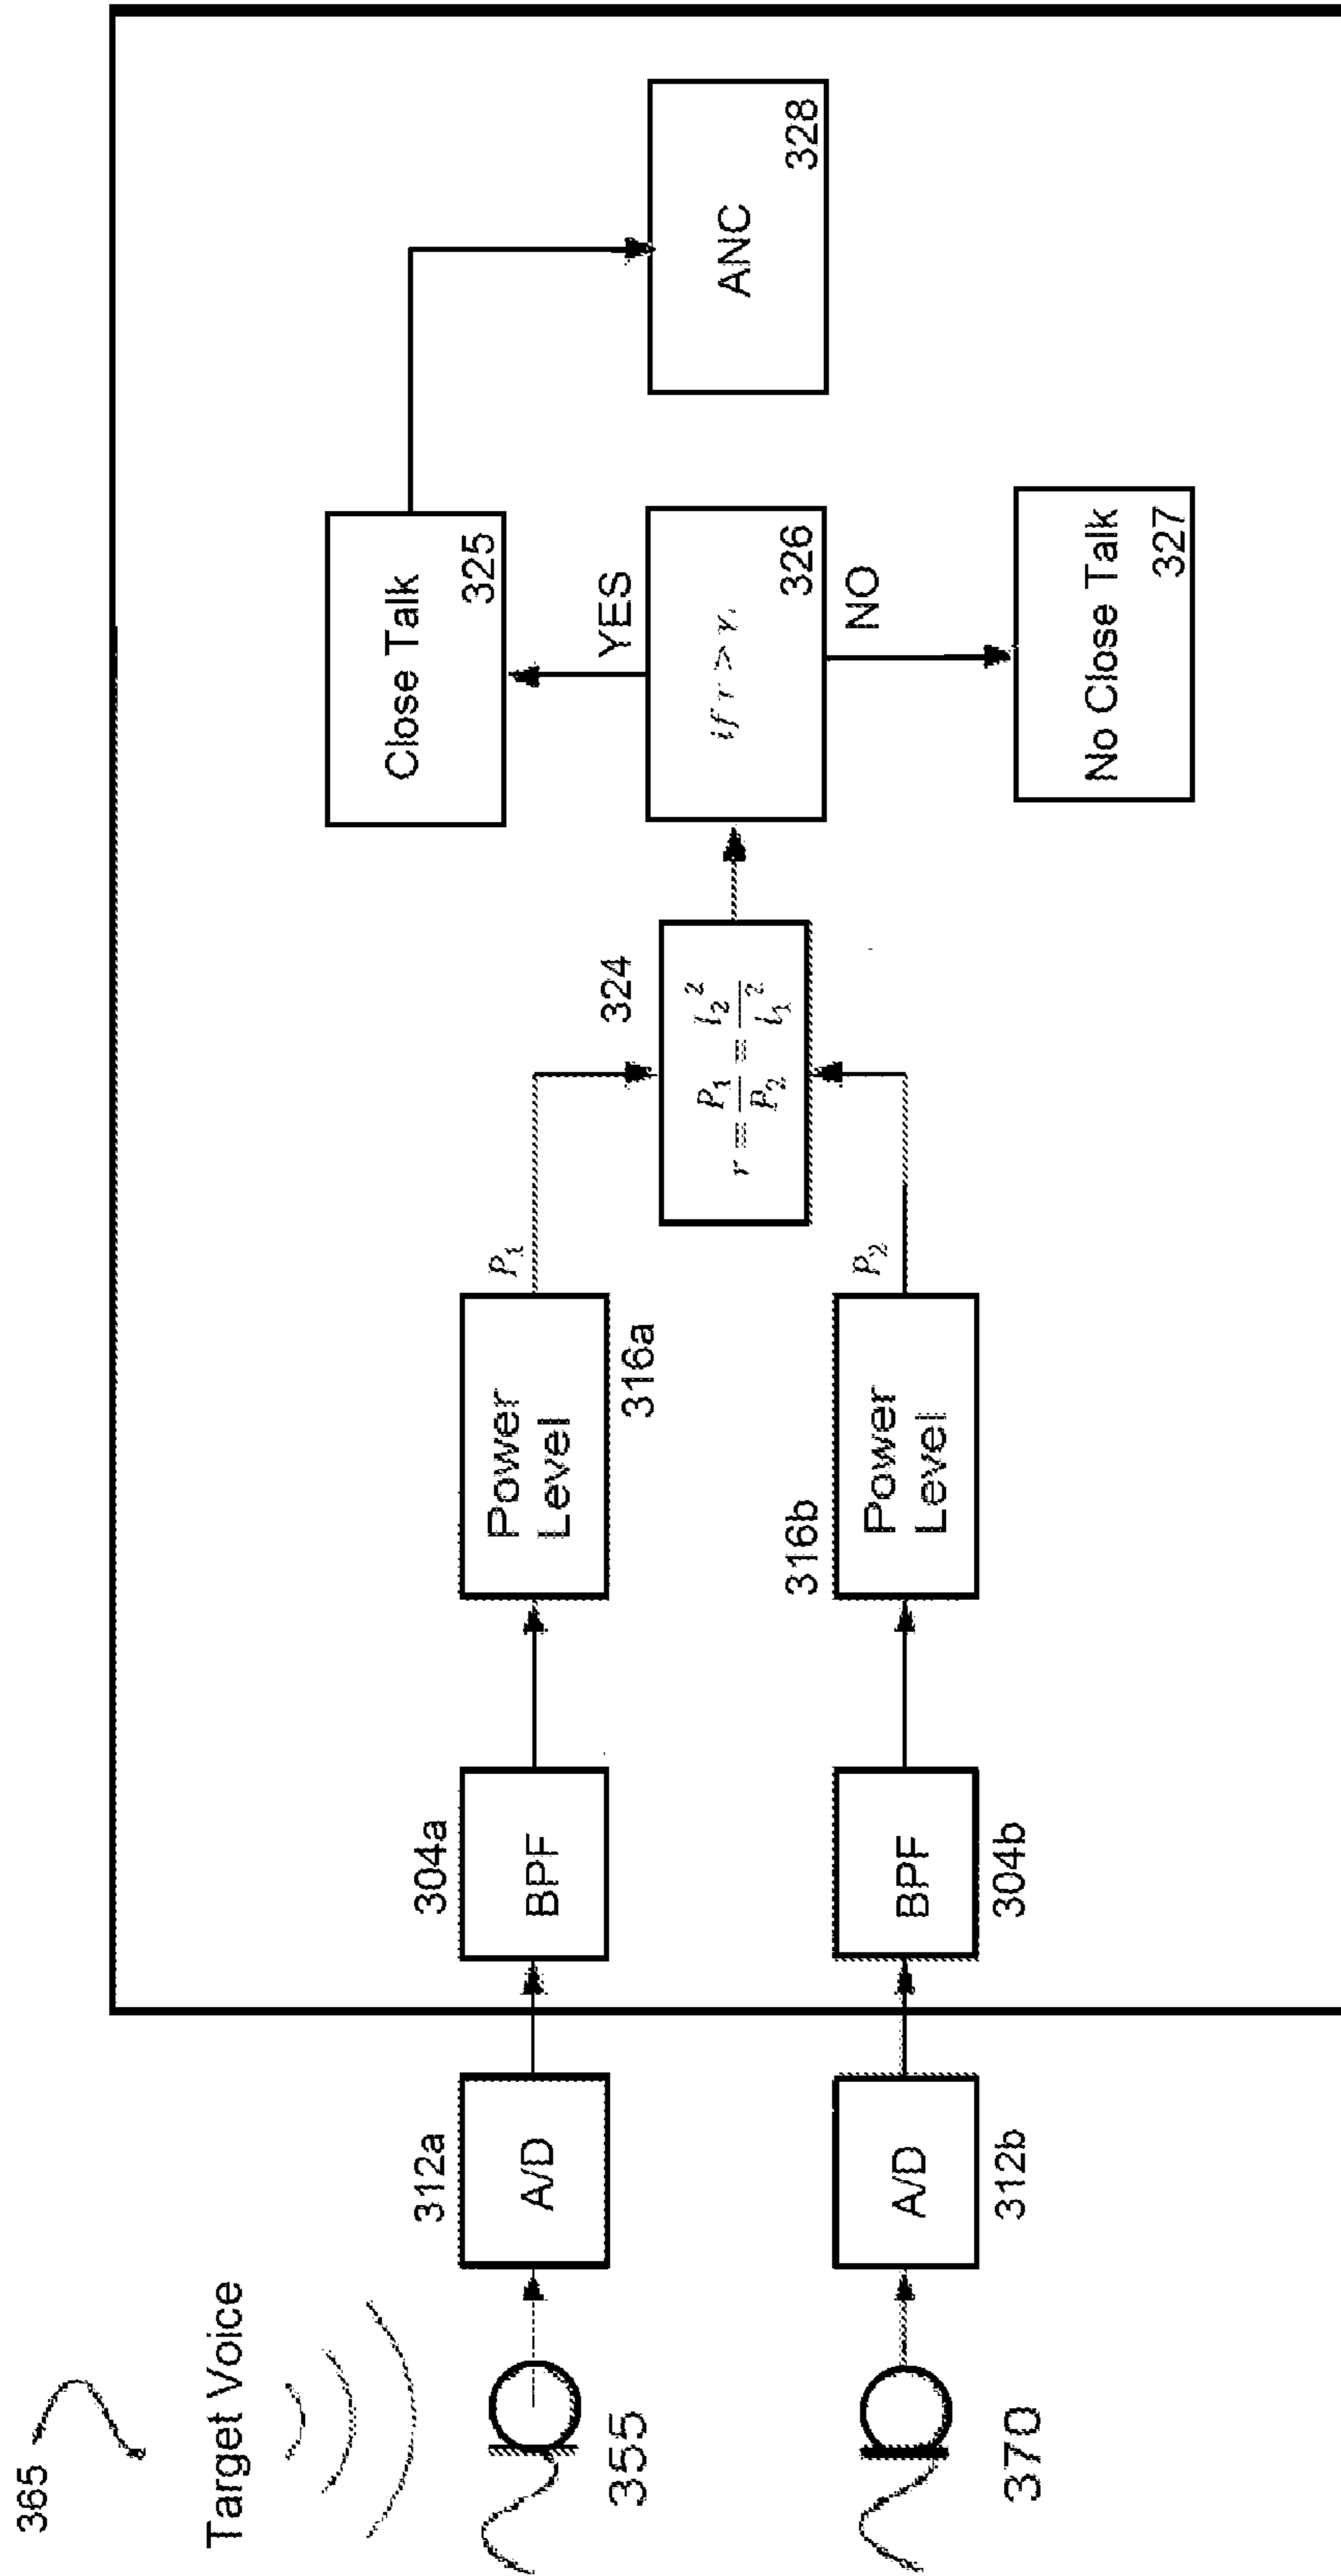 365
Target Voice
355
312a
A/D
304a
BPF
Power
Level
316a
P₁
370
A/D
312b
BPF
304b
316b
Power
Level
P₂
324
r = P₁/P₂ = l₂²/l₁²
Close Talk
325
YES
if r >
326
NO
No Close Talk
327
ANC
328